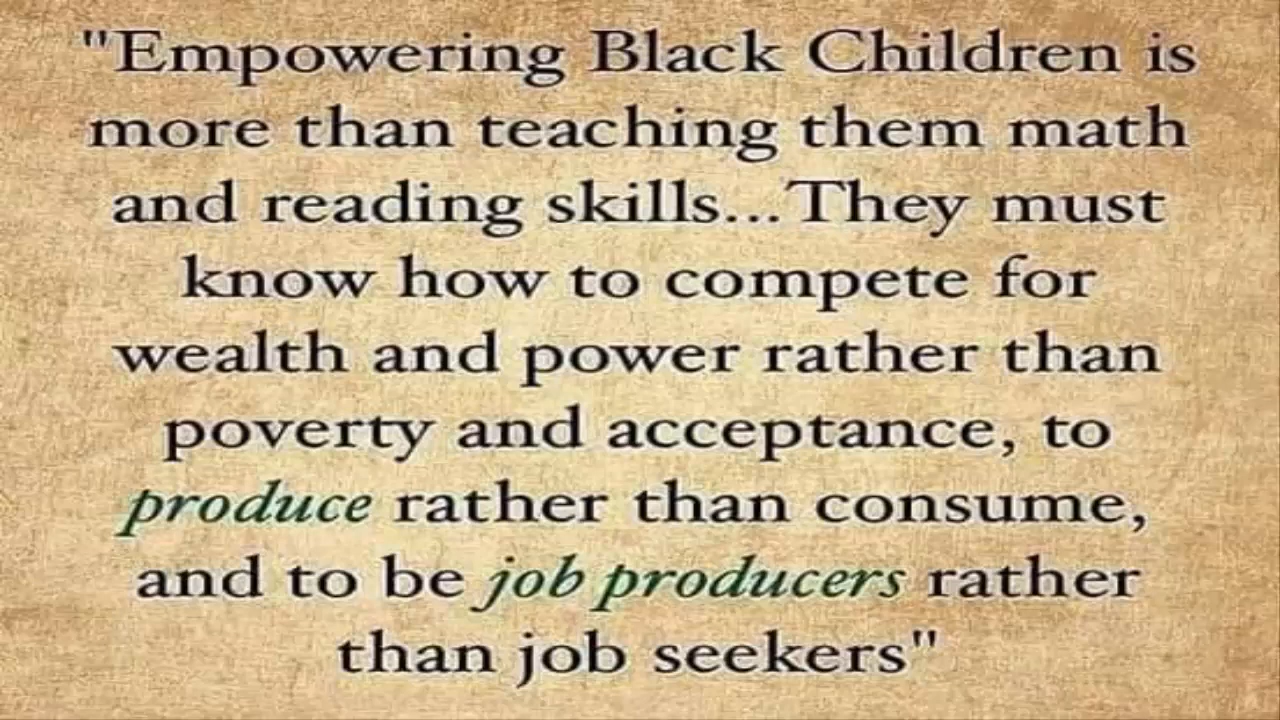 "Empowering Black Children is
more than teaching them math
and reading skills...They must
know how to compete for
wealth and power rather than
poverty and acceptance, to
produce rather than consume,
and to be job producers rather
than job seekers"